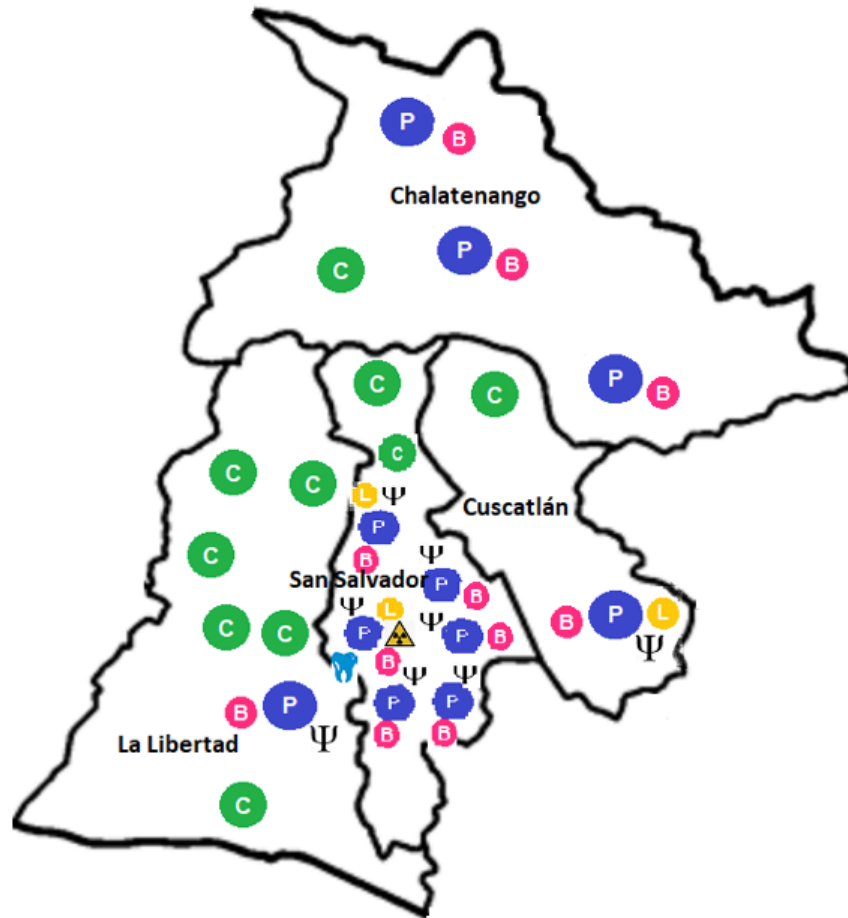 P B
Chalatenango
P B
C
P B
C C
C
C C
L Ψ
P
C
B
Ψ
Cuscatlán
San Salvador
P B
Ψ L Ψ
P P B
B
C C
B P L
Ψ
Ψ Ψ
B P
P P
Ψ
B B
La Libertad
C